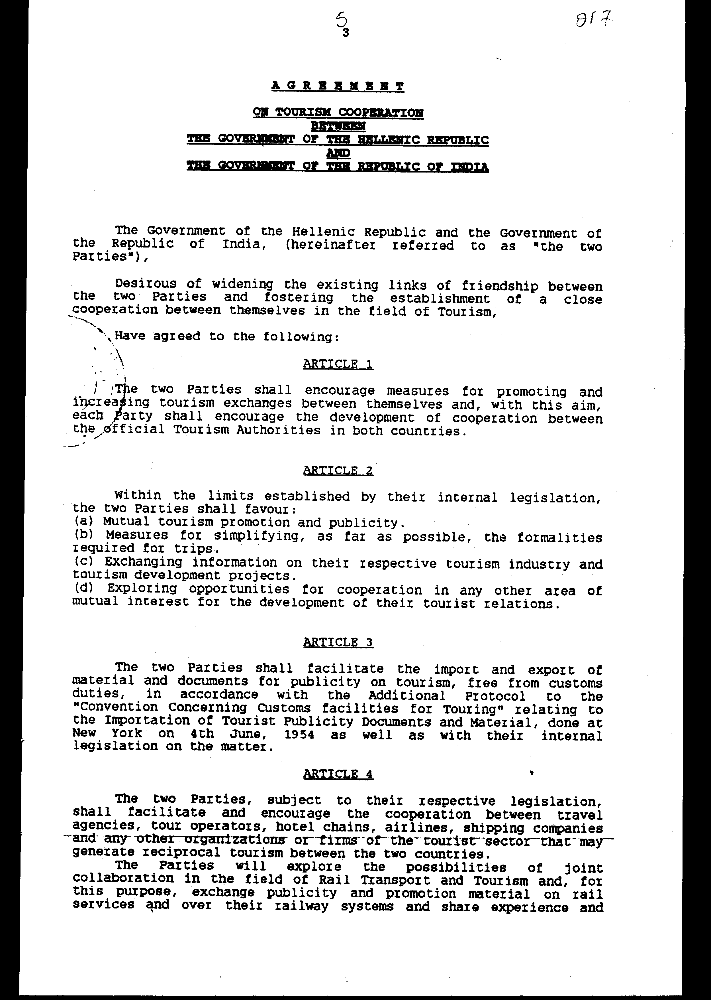 5
3
A G R E E M E N T
ON TOURISM COOPERATION
BETWEEN
THE GOVERNMENT OF THE HELLENIC REPUBLIC
AND
THE GOVERNMENT OF THE REPUBLIC OF INDIA
The Government of the Hellenic Republic and the Government of
the Republic of India, (hereinafter referred to as "the two
Parties"),
Desirous of widening the existing links of friendship between
the two Parties and fostering the establishment of a close
cooperation between themselves in the field of Tourism,
Have agreed to the following:
ARTICLE 1
The two Parties shall encourage measures for promoting and
increasing tourism exchanges between themselves and, with this aim,
each Party shall encourage the development of cooperation between
the official Tourism Authorities in both countries.
ARTICLE 2
Within the limits established by their internal legislation,
the two Parties shall favour:
(a) Mutual tourism promotion and publicity.
(b) Measures for simplifying, as far as possible, the formalities
required for trips.
(c) Exchanging information on their respective tourism industry and
tourism development projects.
(d) Exploring opportunities for cooperation in any other area of
mutual interest for the development of their tourist relations.
ARTICLE 3
The two Parties shall facilitate the import and export of
material and documents for publicity on tourism, free from customs
duties, in accordance with the Additional Protocol to the
"Convention Concerning Customs facilities for Touring" relating to
the Importation of Tourist Publicity Documents and Material, done at
New York on 4th June, 1954 as well as with their internal
legislation on the matter.
ARTICLE 4
The two Parties, subject to their respective legislation,
shall facilitate and encourage the cooperation between travel
agencies, tour operators, hotel chains, airlines, shipping companies
and any other organizations or firms of the tourist sector that may
generate reciprocal tourism between the two countries.
The Parties will explore the possibilities of joint
collaboration in the field of Rail Transport and Tourism and, for
this purpose, exchange publicity and promotion material on rail
services and over their railway systems and share experience and